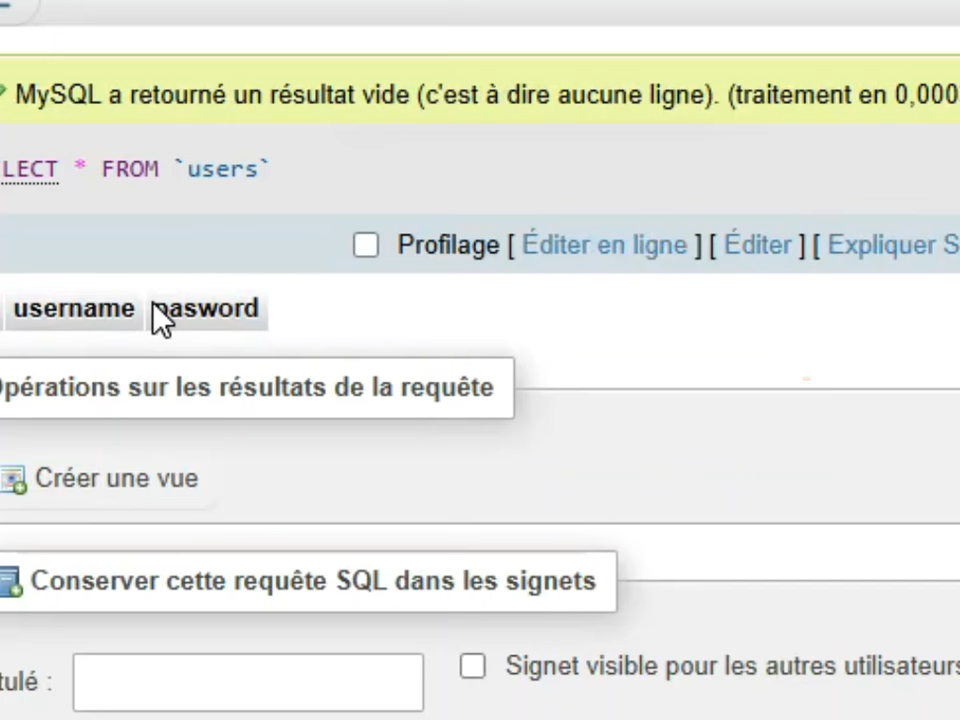 MySQL a retourné un résultat vide (c'est à dire aucune ligne). (traitement en 0,000
LECT * FROM `users`
Profilage [ Éditer en ligne ] [ Éditer ] [ Expliquer S
username pasword
Opérations sur les résultats de la requête
Créer une vue
Conserver cette requête SQL dans les signets
tulé :
Signet visible pour les autres utilisateurs